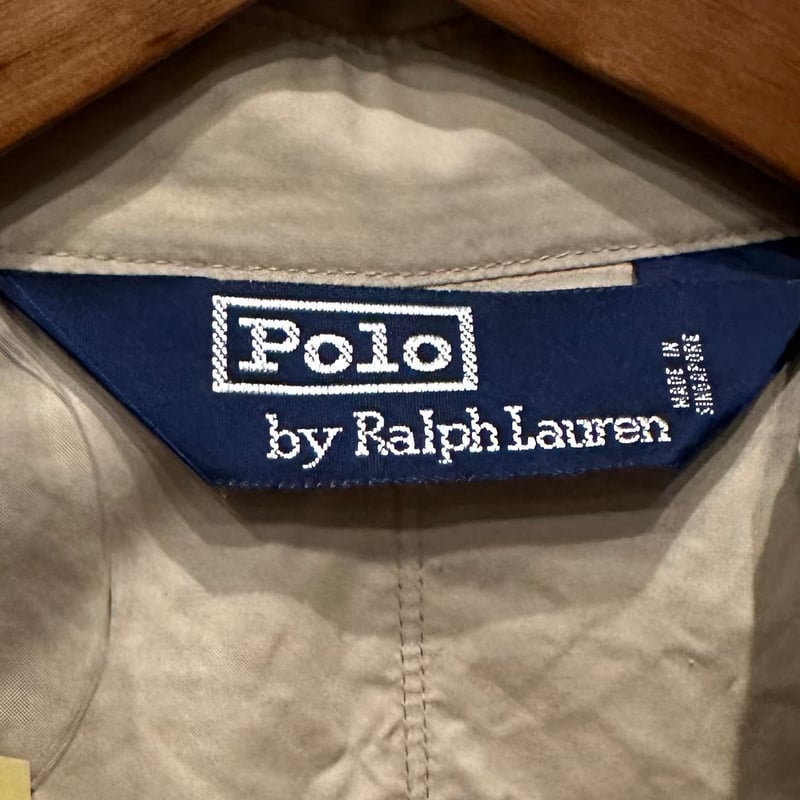 Polo
by Ralph Lauren
MADE IN
SINGAPORE